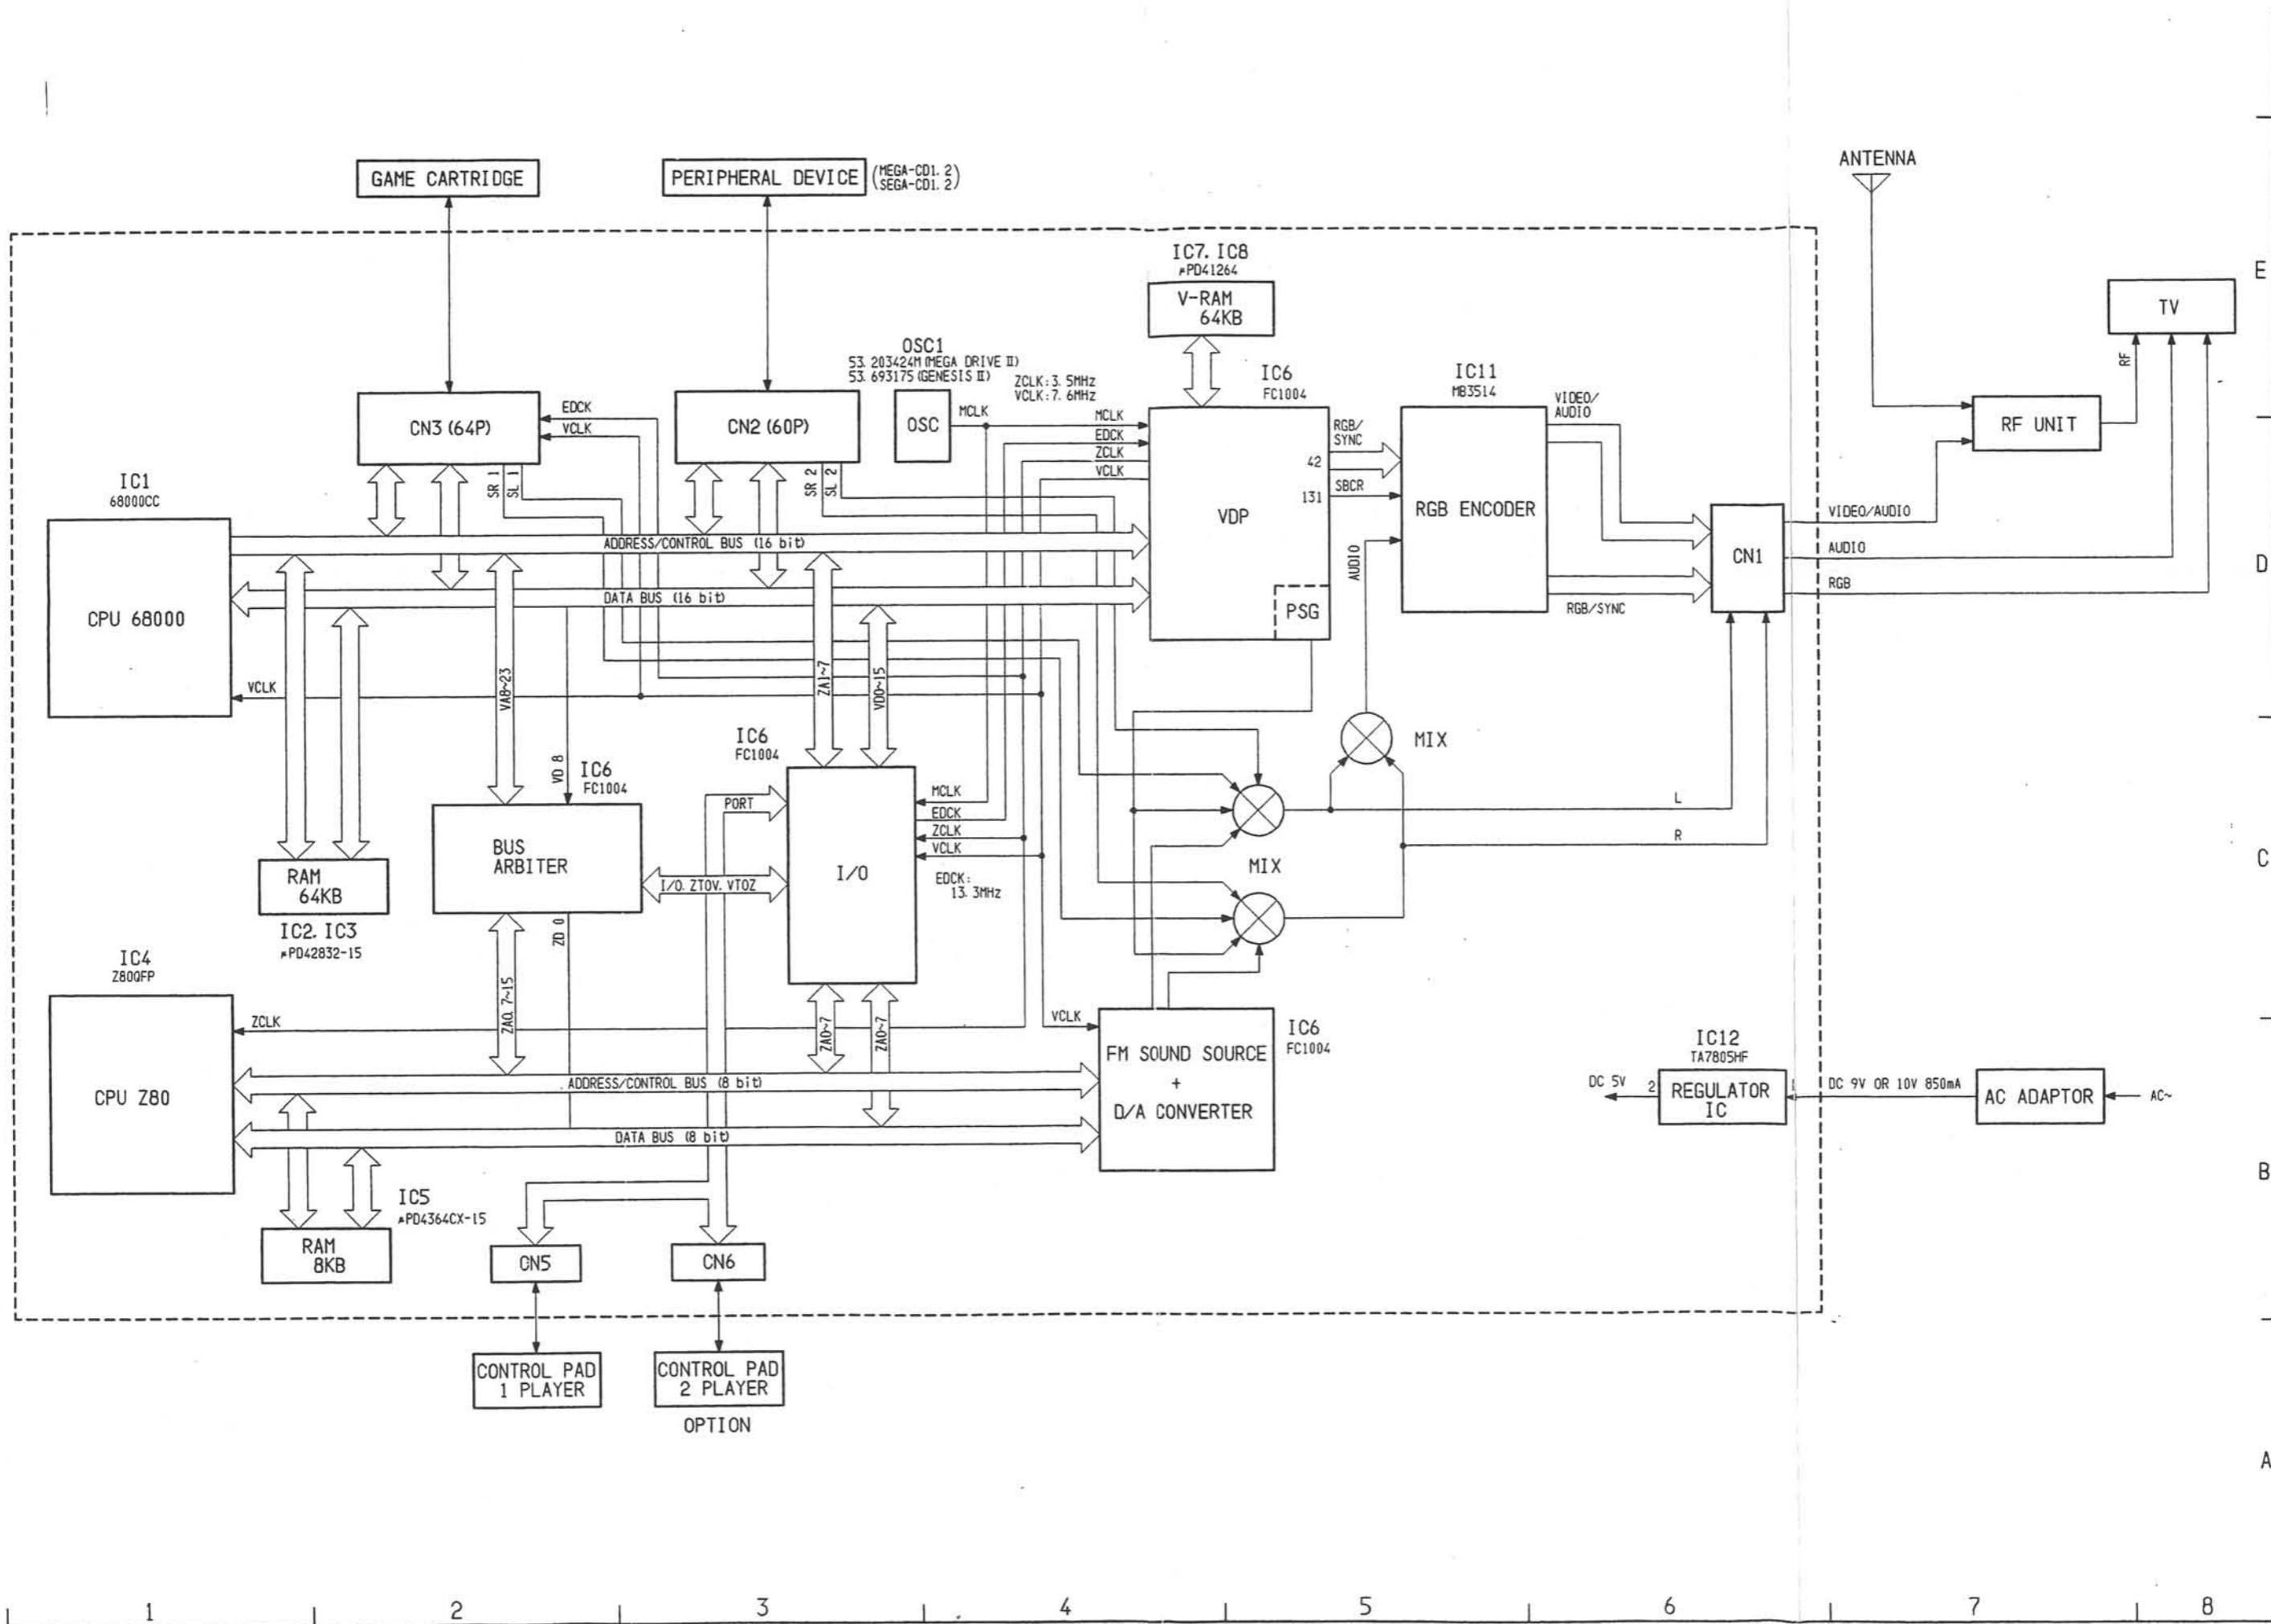 ANTENNA
GAME CARTRIDGE
PERIPHERAL DEVICE
(MEGA-CD1. 2)
(SEGA-CD1. 2)
E
IC7. IC8
μPD41264
V-RAM
64KB
TV
OSC1
53. 203424M (MEGA DRIVE II)
53. 693175 (GENESIS II)
ZCLK:3. 5MHz
VCLK:7. 6MHz
IC6
FC1004
IC11
MB3514
RF
CN3 (64P)
EDCK
VCLK
CN2 (60P)
OSC
MCLK
MCLK
EDCK
ZCLK
VCLK
RGB/
SYNC
42
131
SBCR
VIDEO/
AUDIO
RF UNIT
SR 1
SL 1
SR 2
SL 2
IC1
68000CC
VDP
RGB ENCODER
VIDEO/AUDIO
ADDRESS/CONTROL BUS (16 bit)
AUDIO
CN1
AUDIO
D
DATA BUS (16 bit)
PSG
RGB/SYNC
RGB
CPU 68000
VCLK
VA8~23
ZA1~7
VD0~15
IC6
FC1004
MIX
VD 8
IC6
FC1004
PORT
MCLK
EDCK
ZCLK
VCLK
L
R
BUS
ARBITER
I/O
MIX
C
RAM
64KB
I/O. ZTOV. VTOZ
EDCK:
13. 3MHz
IC2. IC3
μPD42832-15
ZD 0
IC4
Z80QFP
ZA0. 7~15
ZCLK
ZA0~7
ZA0~7
VCLK
IC6
FC1004
IC12
TA7805HF
FM SOUND SOURCE
+
D/A CONVERTER
ADDRESS/CONTROL BUS (8 bit)
DC 5V
2
REGULATOR
IC
1
DC 9V OR 10V 850mA
AC ADAPTOR
AC~
CPU Z80
DATA BUS (8 bit)
B
IC5
μPD4364CX-15
RAM
8KB
CN5
CN6
CONTROL PAD
1 PLAYER
CONTROL PAD
2 PLAYER
OPTION
A
1
2
3
4
5
6
7
8